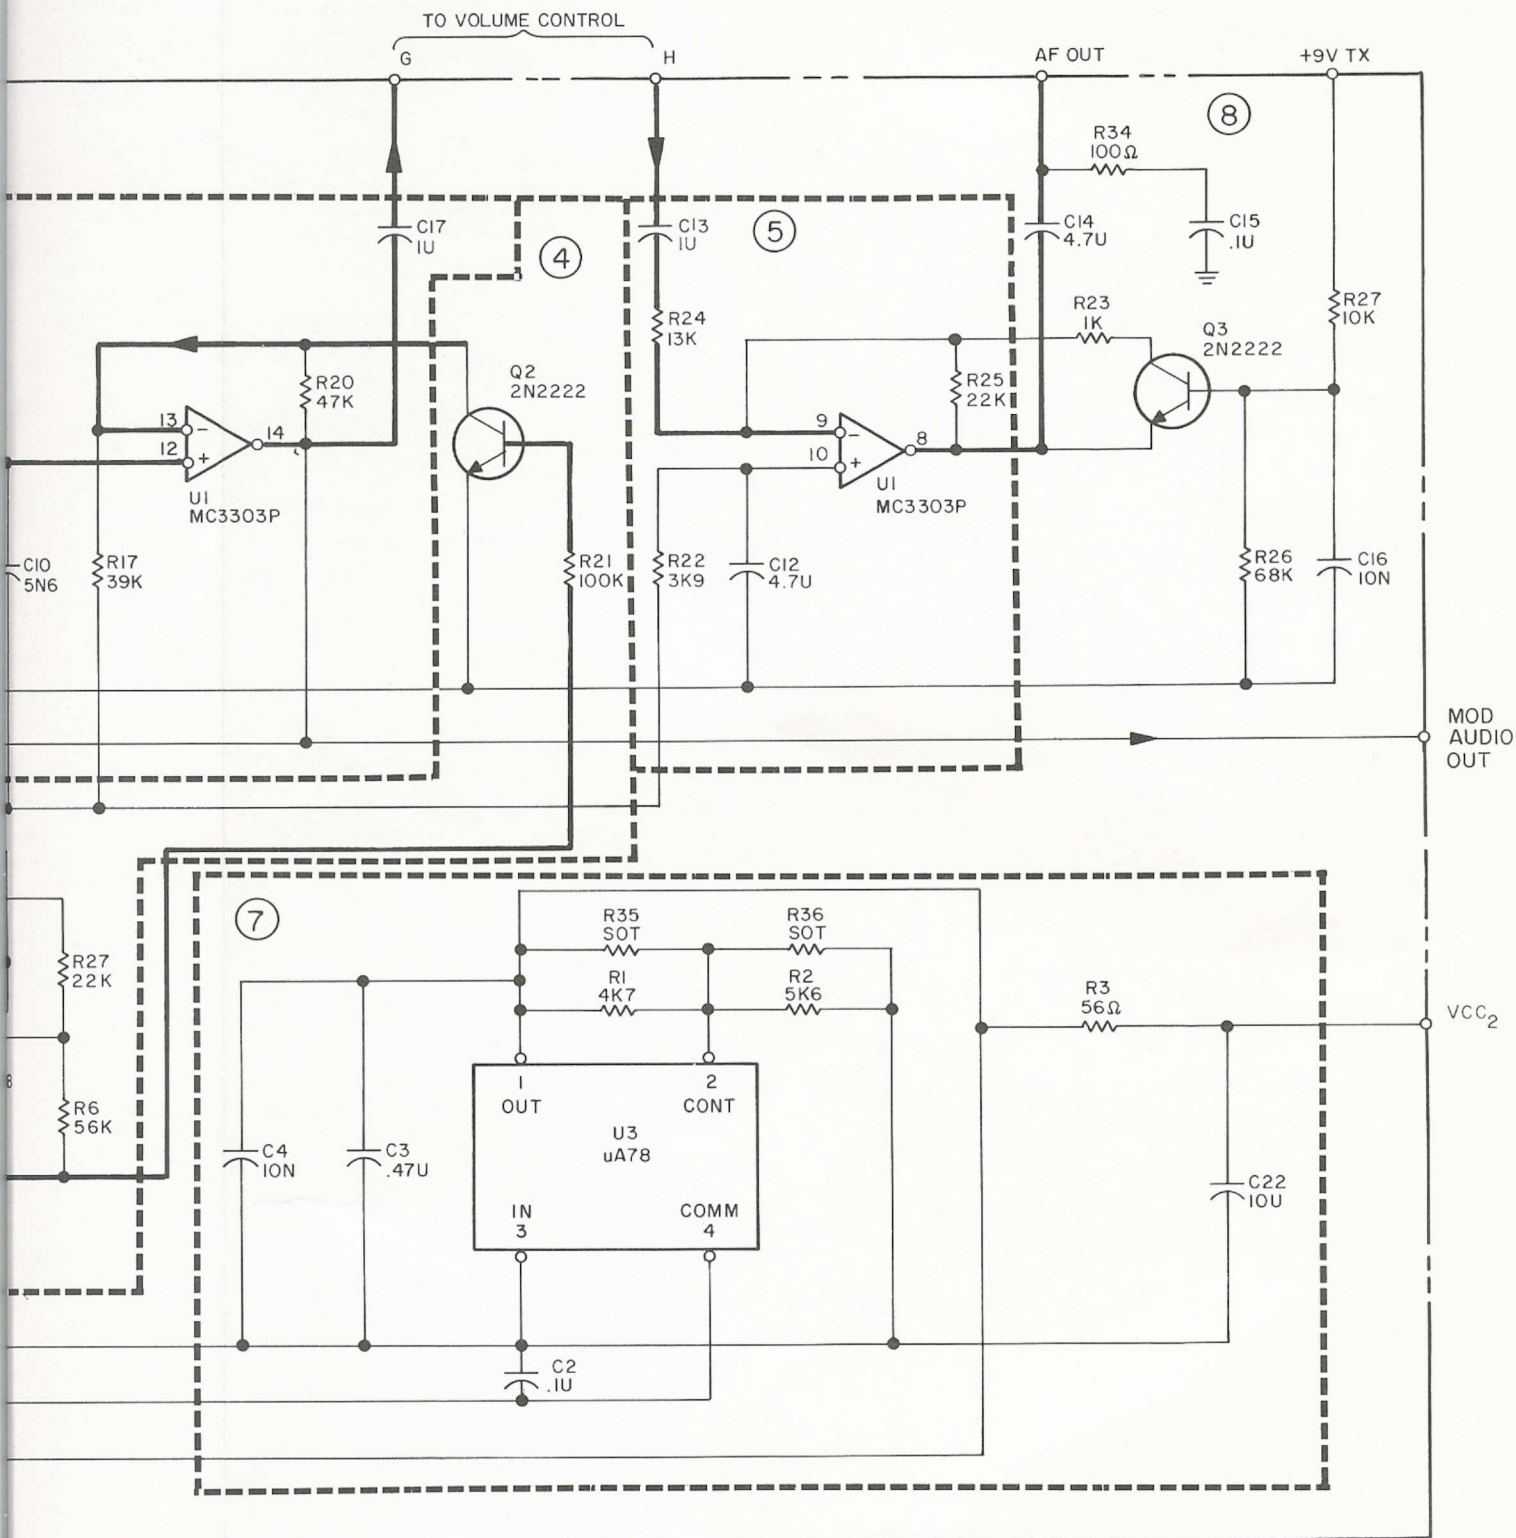 TO VOLUME CONTROL
G
H
AF OUT
+9V TX
8
R34
100Ω
C17
1U
4
C13
1U
5
C14
4.7U
C15
.1U
R24
13K
R23
1K
R27
10K
Q3
2N2222
R20
47K
Q2
2N2222
R25
22K
13
-
12
+
14
U1
MC3303P
9
-
10
+
8
U1
MC3303P
C10
5N6
R17
39K
R21
100K
R22
3K9
C12
4.7U
R26
68K
C16
10N
MOD
AUDIO
OUT
7
R35
SOT
R36
SOT
R27
22K
R1
4K7
R2
5K6
R3
56Ω
VCC2
1
OUT
2
CONT
R6
56K
U3
uA78
C4
10N
C3
.47U
C22
10U
IN
3
COMM
4
C2
.1U